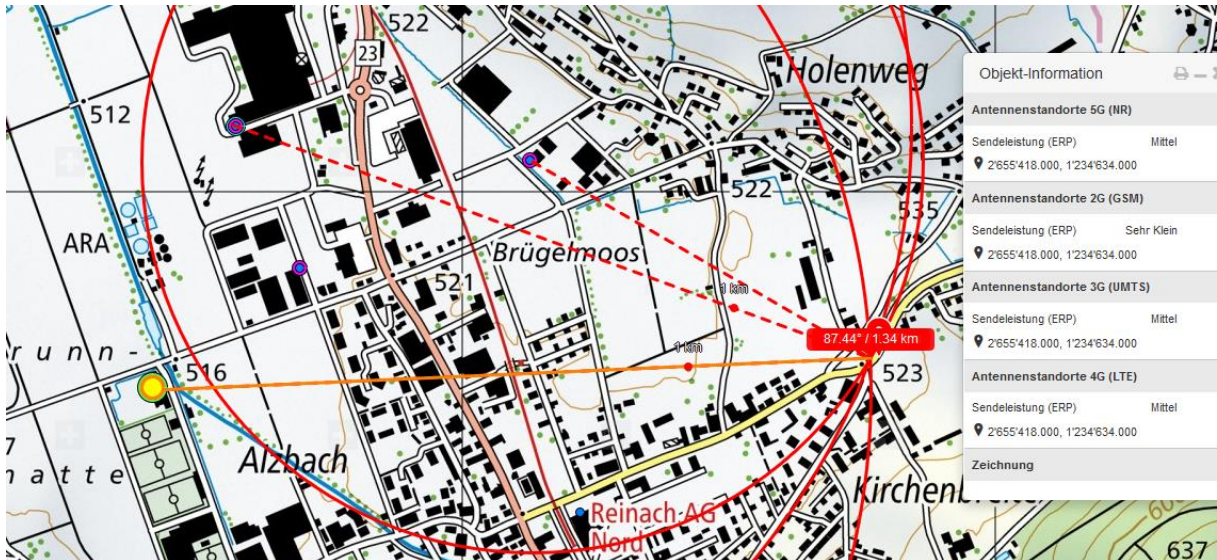 522
23
512
Holenweg
522
535
ARA
Brügelmoos
521
1 km
1 km
87.44° / 1.34 km
r u n n -
516
523
Alzbach
7
a t t e
Reinach AG
Nord
637
Objekt-Information
Antennenstandorte 5G (NR)
Sendeleistung (ERP) Mittel
2'655'418.000, 1'234'634.000
Antennenstandorte 2G (GSM)
Sendeleistung (ERP) Sehr Klein
2'655'418.000, 1'234'634.000
Antennenstandorte 3G (UMTS)
Sendeleistung (ERP) Mittel
2'655'418.000, 1'234'634.000
Antennenstandorte 4G (LTE)
Sendeleistung (ERP) Mittel
2'655'418.000, 1'234'634.000
Zeichnung